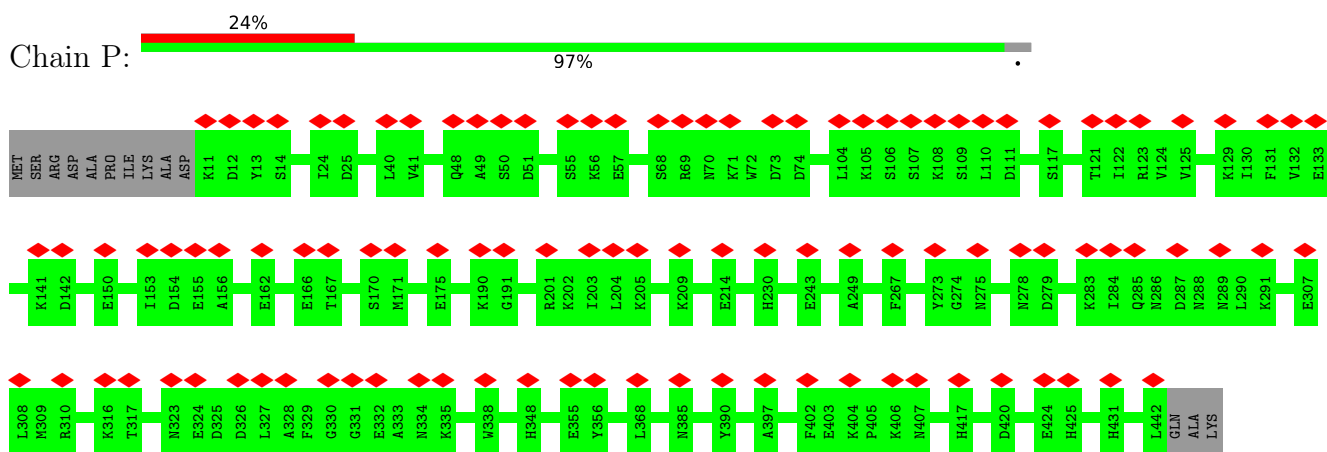 24%
Chain P:
97%
MET SER ARG ASP ALA PRO ILE LYS ALA ASP K11 D12 Y13 S14 I24 D25 L40 V41 Q48 A49 S50 D51 S55 K56 E57 S68 R69 N70 K71 W72 D73 D74 L104 K105 S106 S107 K108 S109 L110 D111 S117 T121 I122 R123 V124 V125 K129 I130 F131 V132 E133
K141 D142 E150 I153 D154 E155 A156 E162 E166 T167 S170 M171 E175 K190 G191 R201 K202 I203 L204 K205 K209 E214 H230 E243 A249 F267 Y273 G274 N275 N278 D279 K283 I284 Q285 N286 D287 N288 N289 L290 K291 E307
L308 M309 R310 K316 T317 N323 E324 D325 D326 L327 A328 F329 G330 G331 E332 A333 N334 K335 W338 H348 E355 Y356 L368 N385 Y390 A397 F402 E403 K404 P405 K406 N407 H417 D420 E424 H425 H431 L442 GLN ALA LYS